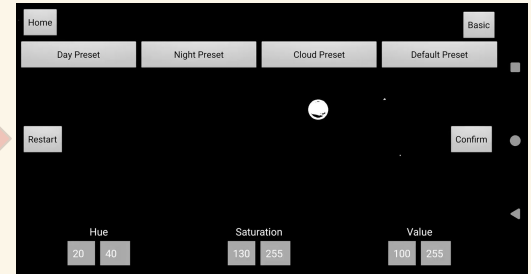 Home
Basic
Day Preset Night Preset Cloud Preset Default Preset
Restart
Confirm
Hue Saturation Value
20 40 130 255 100 255